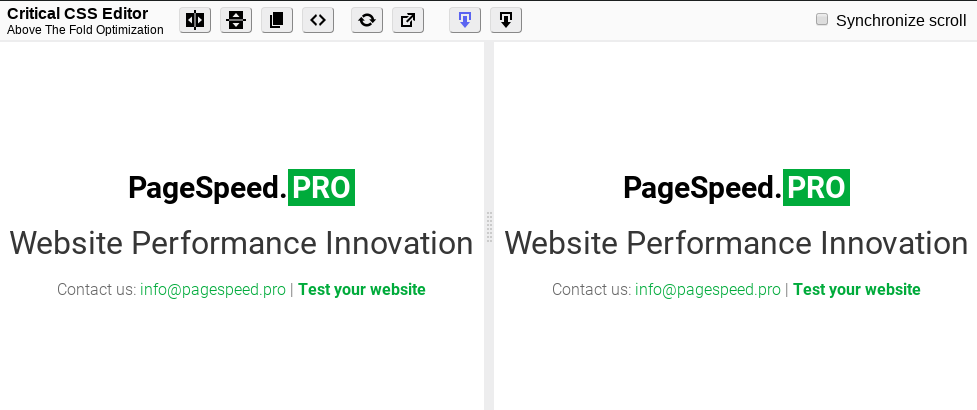 Critical CSS Editor
Above The Fold Optimization
Synchronize scroll
PageSpeed.PRO
Website Performance Innovation
Contact us: info@pagespeed.pro | Test your website
PageSpeed.PRO
Website Performance Innovation
Contact us: info@pagespeed.pro | Test your website